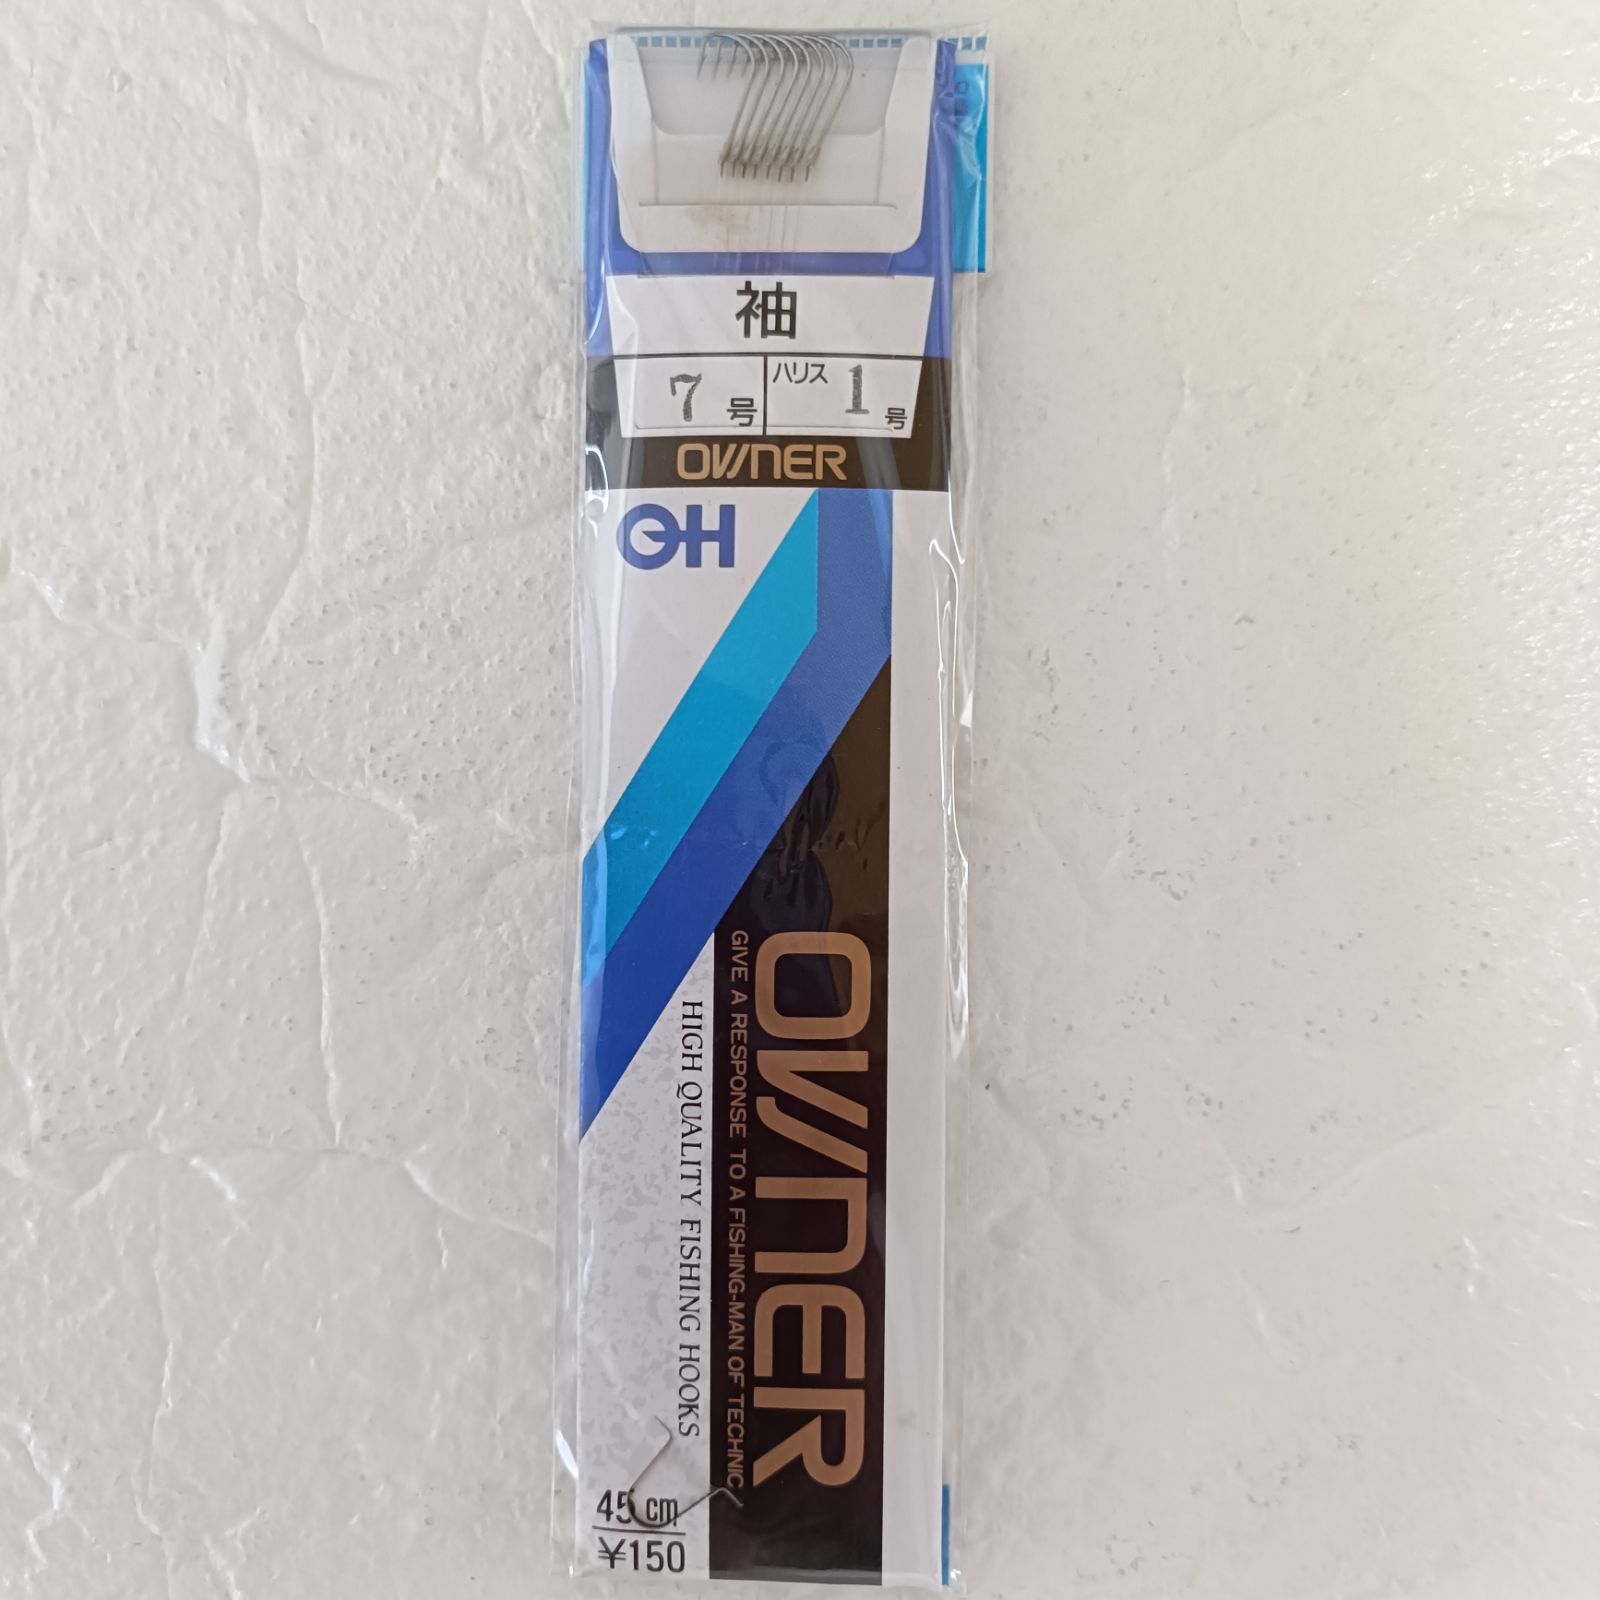 袖
7号 ハリス 1号
OWNER
OH
OWNER
GIVE A RESPONSE TO A FISHING-MAN OF TECHNIC
HIGH QUALITY FISHING HOOKS
45cm
¥150